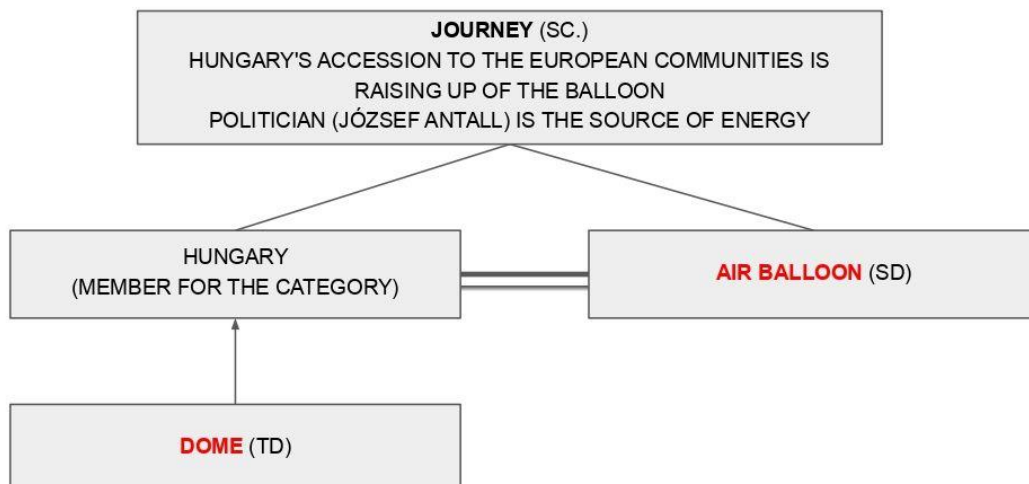 JOURNEY (SC.)
HUNGARY'S ACCESSION TO THE EUROPEAN COMMUNITIES IS
RAISING UP OF THE BALLOON
POLITICIAN (JÓZSEF ANTALL) IS THE SOURCE OF ENERGY
HUNGARY
(MEMBER FOR THE CATEGORY)
AIR BALLOON (SD)
DOME (TD)